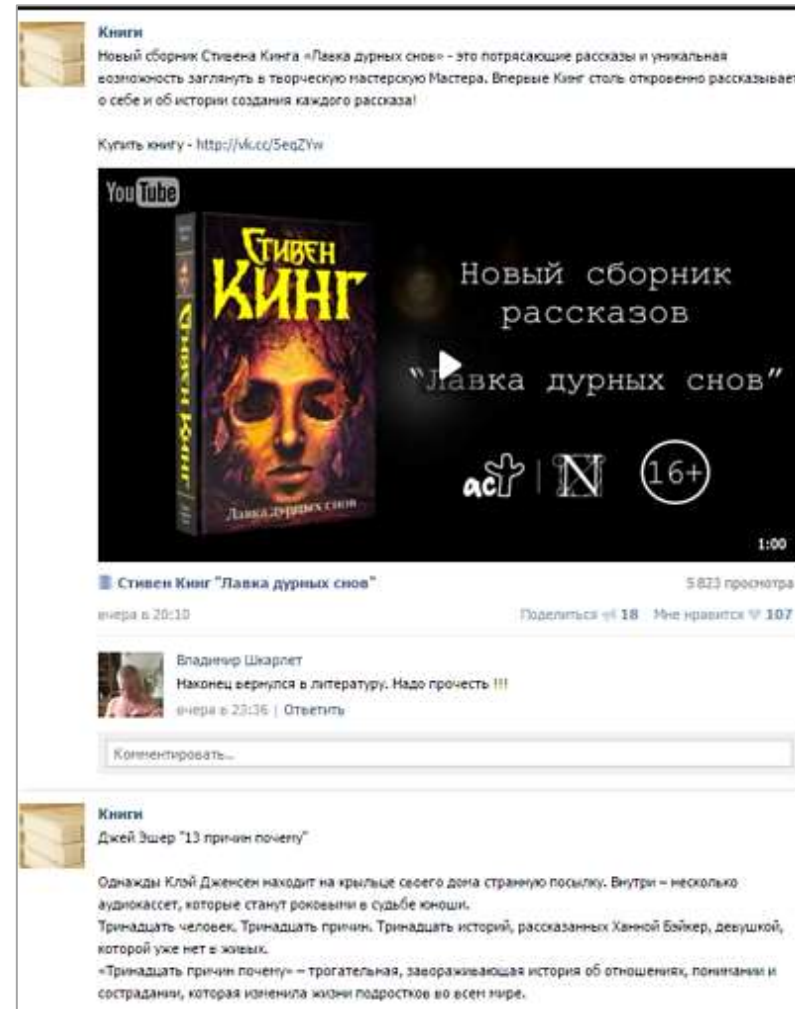 Книги
Новый сборник Стивена Кинга «Лавка дурных снов» - это потрясающие рассказы и уникальная
возможность заглянуть в творческую мастерскую Мастера. Впервые Кинг столь откровенно рассказывает
о себе и об истории создания каждого рассказа!
Купить книгу - http://vk.cc/5eqZYw
YouTube
Стивен Кинг
СТИВЕН
КИНГ
Лавка дурных снов
Новый сборник
рассказов
“Лавка дурных снов”
аст N 16+
1:00
Стивен Кинг "Лавка дурных снов" 5 823 просмотра
вчера в 20:10 Поделиться 18 Мне нравится 107
Владимир Шкарлет
Наконец вернулся в литературу. Надо прочесть !!!
вчера в 23:36 | Ответить
Комментировать...
Книги
Джей Эшер "13 причин почему"
Однажды Клэй Дженсен находит на крыльце своего дома странную посылку. Внутри – несколько
аудиокассет, которые станут роковыми в судьбе юноши.
Тринадцать человек. Тринадцать причин. Тринадцать историй, рассказанных Ханной Бэйкер, девушкой,
которой уже нет в живых.
«Тринадцать причин почему» – трогательная, завораживающая история об отношениях, понимании и
сострадании, которая изменила жизни подростков во всем мире.